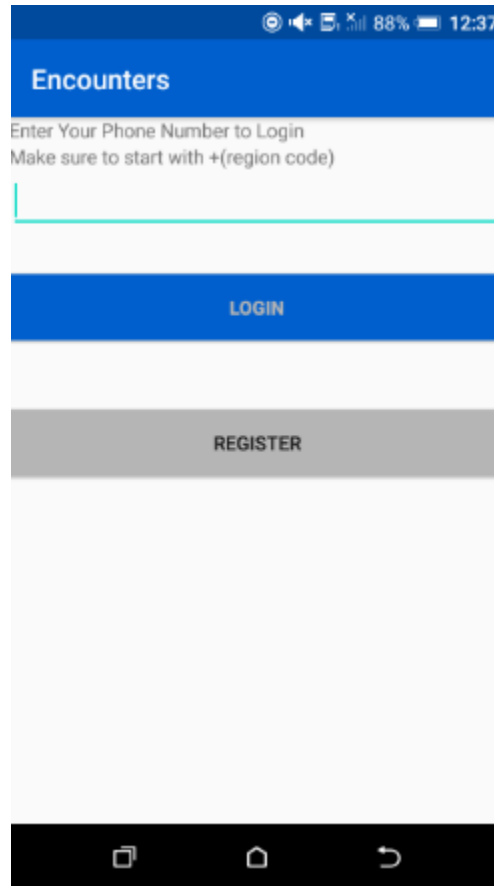 88% 12:37
Encounters
Enter Your Phone Number to Login
Make sure to start with +(region code)
LOGIN
REGISTER